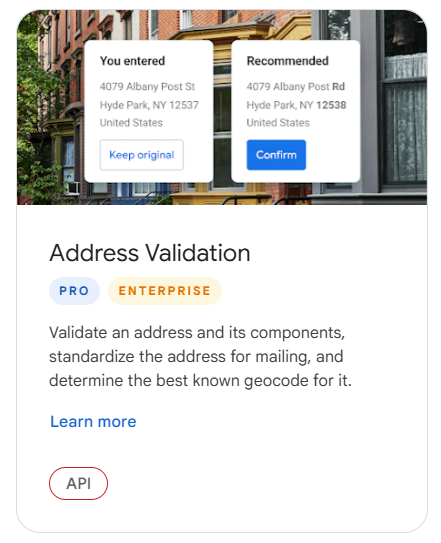 You entered
4079 Albany Post St
Hyde Park, NY 12537
United States
Keep original
Recommended
4079 Albany Post Rd
Hyde Park, NY 12538
United States
Confirm
Address Validation
PRO
ENTERPRISE
Validate an address and its components,
standardize the address for mailing, and
determine the best known geocode for it.
Learn more
API